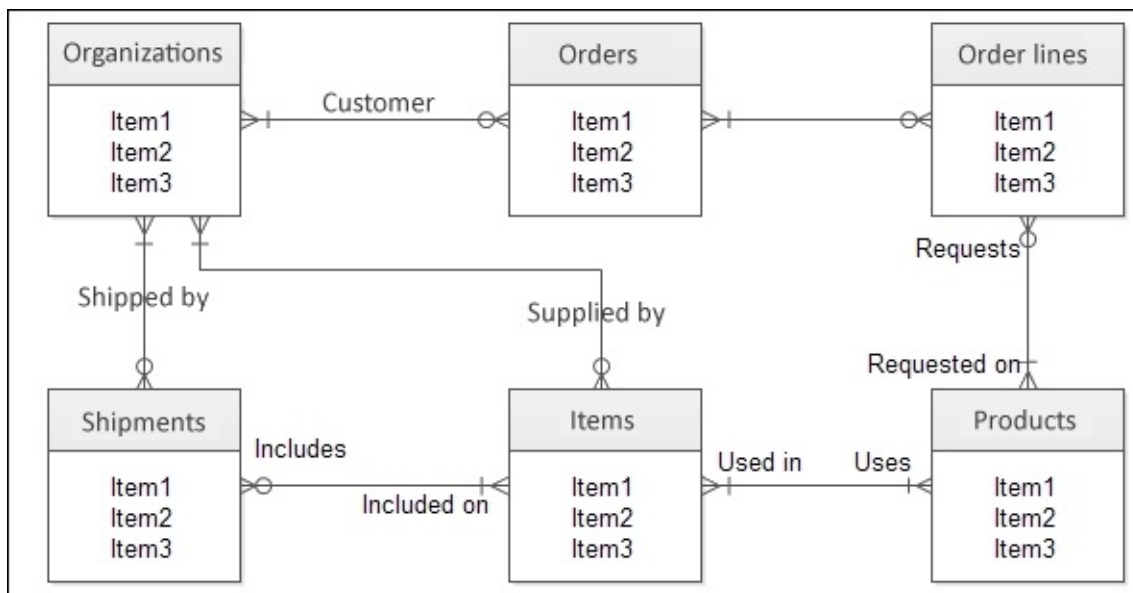 Organizations
Item1
Item2
Item3
Customer
Orders
Item1
Item2
Item3
Order lines
Item1
Item2
Item3
Requests
Shipped by
Supplied by
Requested on
Shipments
Item1
Item2
Item3
Includes
Included on
Items
Item1
Item2
Item3
Used in
Uses
Products
Item1
Item2
Item3